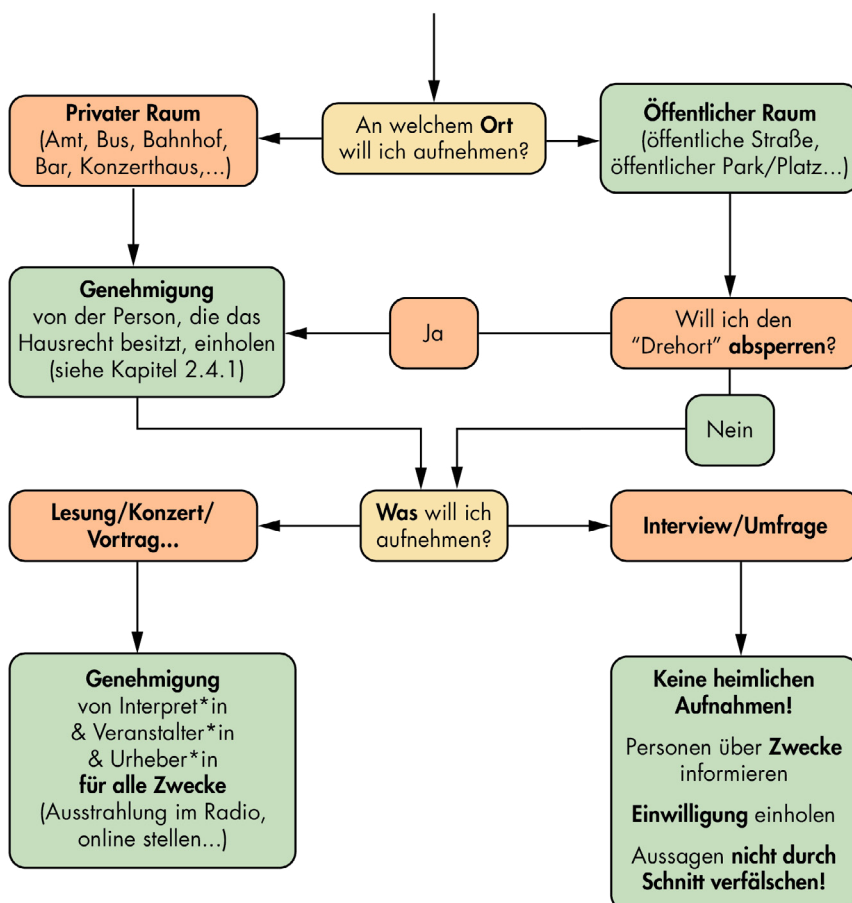 Privater Raum
(Amt, Bus, Bahnhof,
Bar, Konzerthaus,...)
An welchem Ort
will ich aufnehmen?
Öffentlicher Raum
(öffentliche Straße,
öffentlicher Park/Platz...)
Genehmigung
von der Person, die das
Hausrecht besitzt, einholen
(siehe Kapitel 2.4.1)
Ja
Will ich den
“Drehort” absperren?
Nein
Lesung/Konzert/
Vortrag...
Was will ich
aufnehmen?
Interview/Umfrage
Genehmigung
von Interpret*in
& Veranstalter*in
& Urheber*in
für alle Zwecke
(Ausstrahlung im Radio,
online stellen...)
Keine heimlichen
Aufnahmen!
Personen über Zwecke
informieren
Einwilligung einholen
Aussagen nicht durch
Schnitt verfälschen!